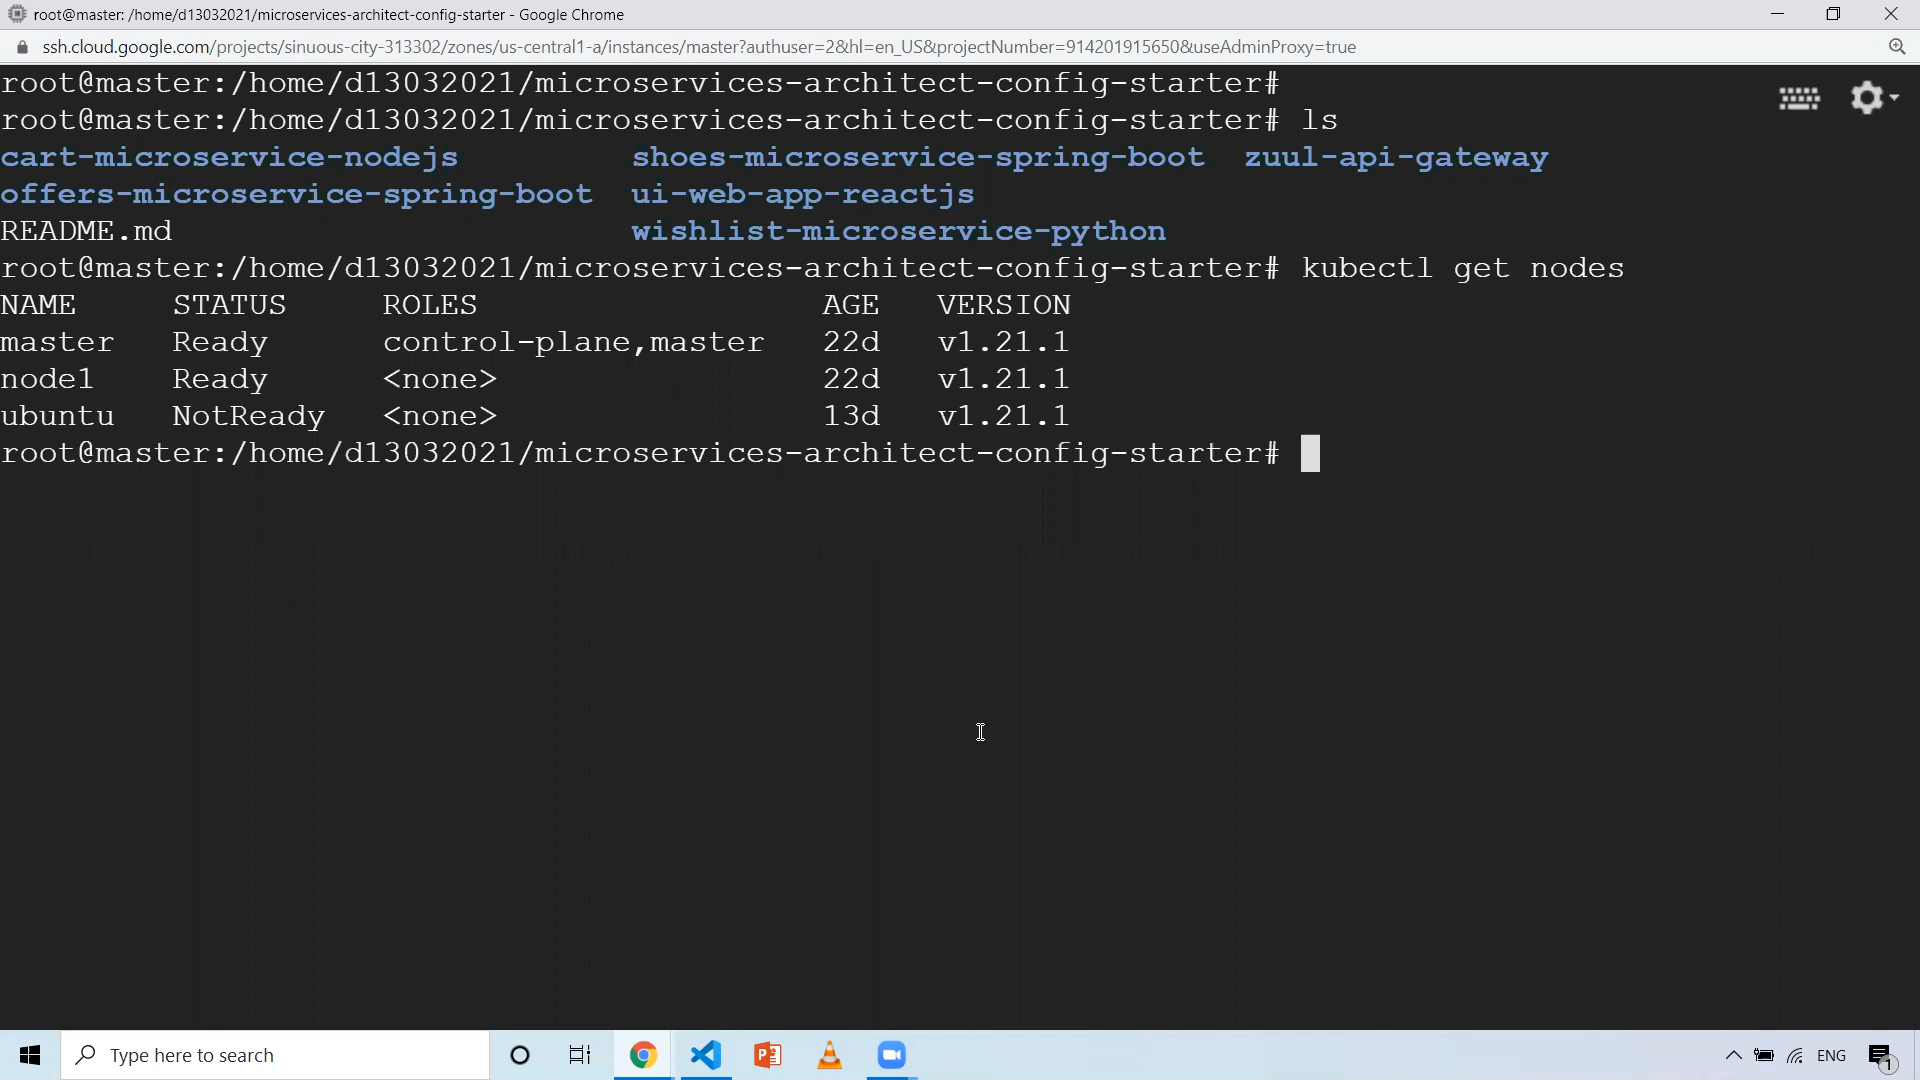 root@master: /home/d13032021/microservices-architect-config-starter - Google Chrome
ssh.cloud.google.com/projects/sinuous-city-313302/zones/us-central1-a/instances/master?authuser=2&hl=en_US&projectNumber=914201915650&useAdminProxy=true
root@master:/home/d13032021/microservices-architect-config-starter#
root@master:/home/d13032021/microservices-architect-config-starter# ls
cart-microservice-nodejs shoes-microservice-spring-boot zuul-api-gateway
offers-microservice-spring-boot ui-web-app-reactjs
README.md wishlist-microservice-python
root@master:/home/d13032021/microservices-architect-config-starter# kubectl get nodes
NAME STATUS ROLES AGE VERSION
master Ready control-plane,master 22d v1.21.1
node1 Ready <none> 22d v1.21.1
ubuntu NotReady <none> 13d v1.21.1
root@master:/home/d13032021/microservices-architect-config-starter#
Type here to search
ENG
1